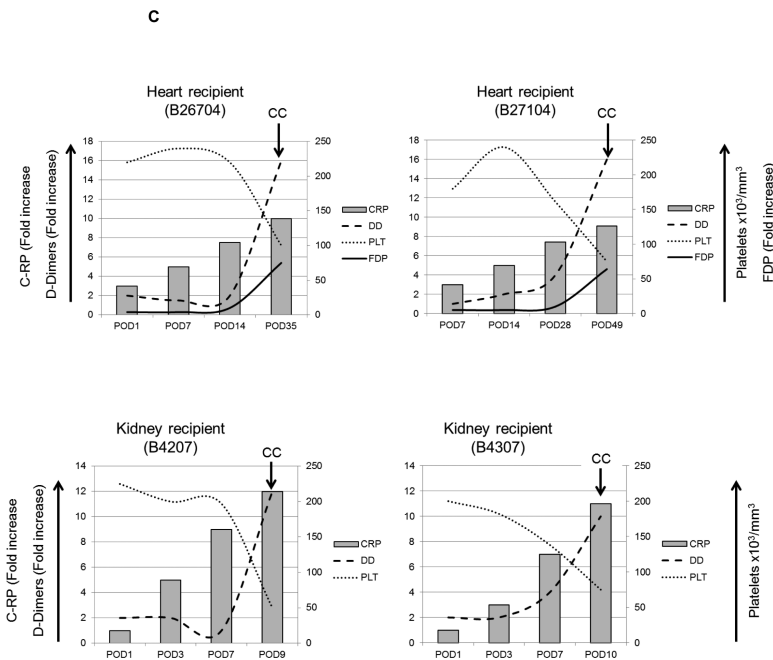 C
Heart recipient
(B26704)
CC
C-RP (Fold increase
D-Dimers (Fold increase)
18
16
14
12
10
8
6
4
2
0
250
200
150
100
50
0
CRP
DD
PLT
FDP
POD1 POD7 POD14 POD35
Heart recipient
(B27104)
CC
18
16
14
12
10
8
6
4
2
0
250
200
150
100
50
0
CRP
DD
PLT
FDP
POD7 POD14 POD28 POD49
Platelets x10³/mm³
FDP (Fold increase)
Kidney recipient
(B4207)
CC
C-RP (Fold increase
D-Dimers (Fold increase)
14
12
10
8
6
4
2
0
250
200
150
100
50
0
CRP
DD
PLT
POD1 POD3 POD7 POD9
Kidney recipient
(B4307)
CC
14
12
10
8
6
4
2
0
250
200
150
100
50
0
CRP
DD
PLT
POD1 POD3 POD7 POD10
Platelets x10³/mm³